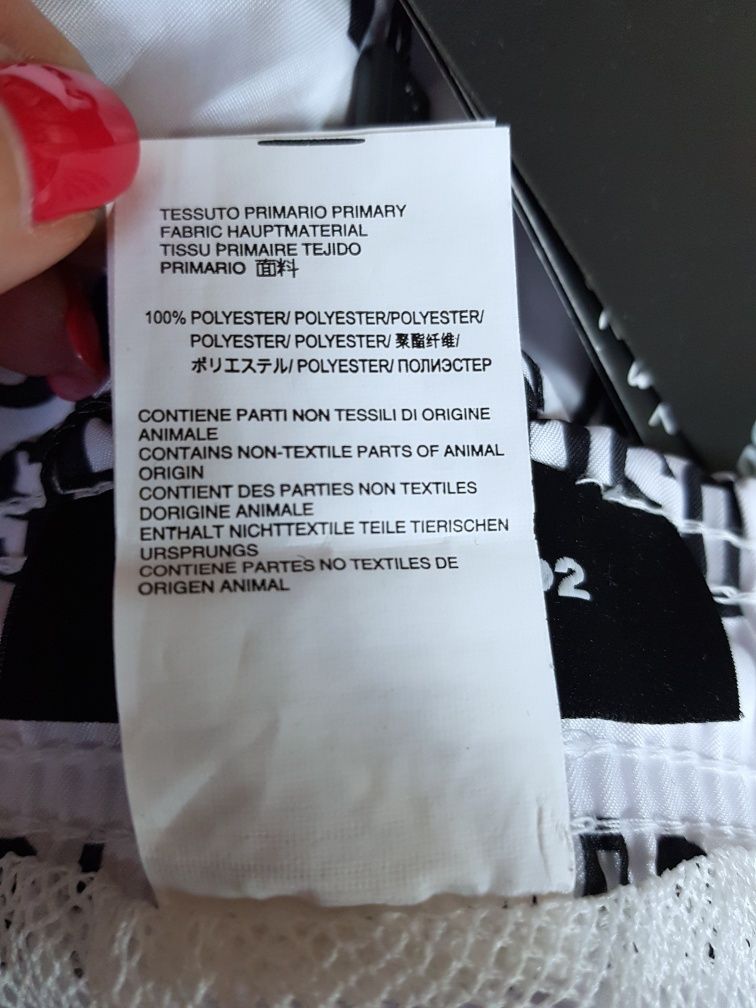 TESSUTO PRIMARIO PRIMARY
FABRIC HAUPTMATERIAL
TISSU PRIMAIRE TEJIDO
PRIMARIO 面料
100% POLYESTER/ POLYESTER/POLYESTER/
POLYESTER/ POLYESTER/ 聚酯纤维/
ポリエステル/ POLYESTER/ ПОЛИЭСТЕР
CONTIENE PARTI NON TESSILI DI ORIGINE
ANIMALE
CONTAINS NON-TEXTILE PARTS OF ANIMAL
ORIGIN
CONTIENT DES PARTIES NON TEXTILES
DORIGINE ANIMALE
ENTHALT NICHTTEXTILE TEILE TIERISCHEN
URSPRUNGS
CONTIENE PARTES NO TEXTILES DE
ORIGEN ANIMAL